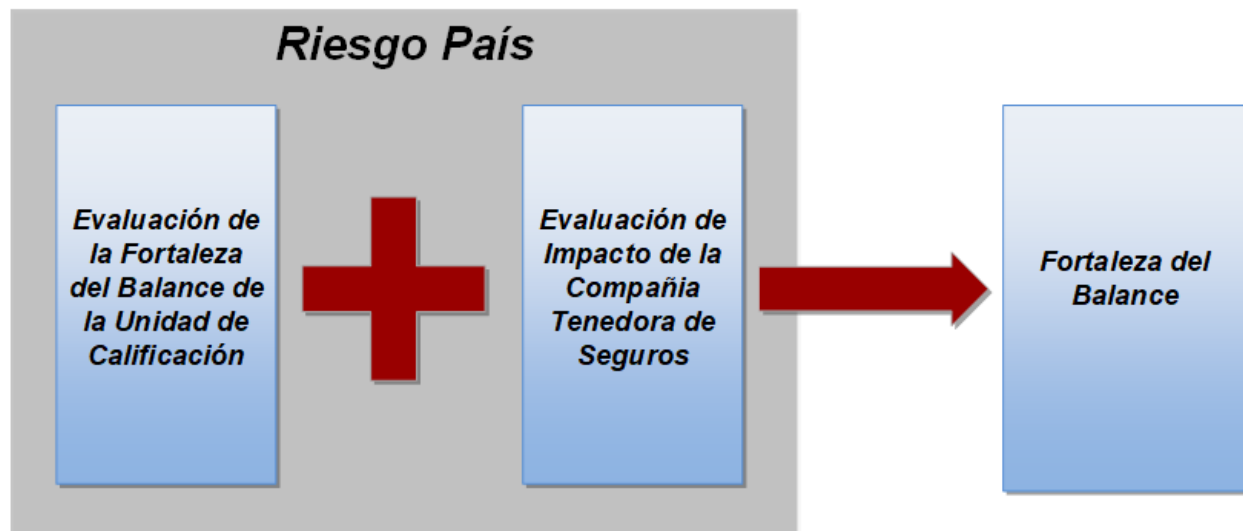 Riesgo País
Evaluación de
la Fortaleza
del Balance de
la Unidad de
Calificación
Evaluación de
Impacto de la
Compañia
Tenedora de
Seguros
Fortaleza del
Balance